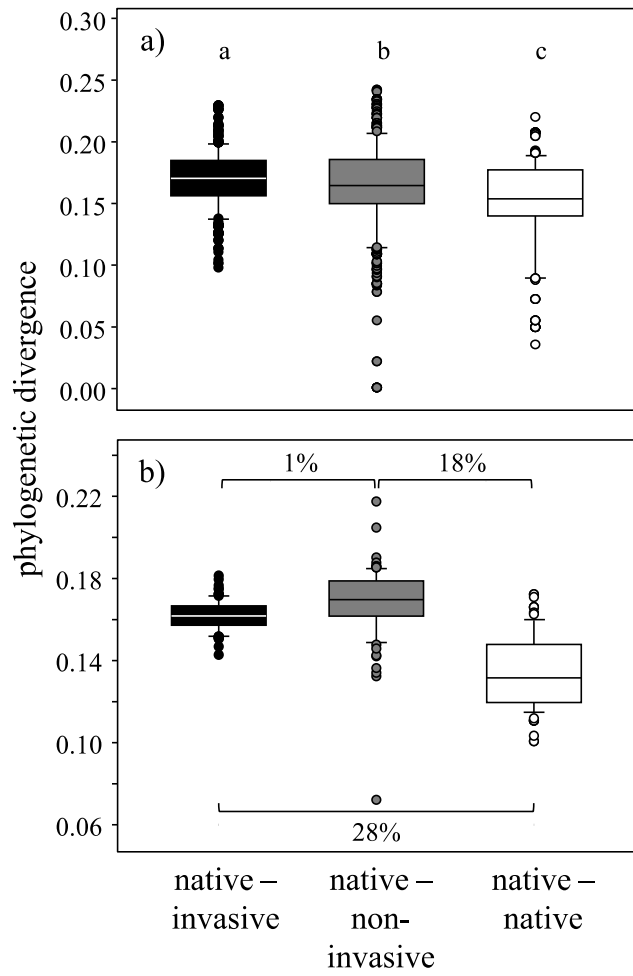 phylogenetic divergence
a)
a
b
c
0.30
0.25
0.20
0.15
0.10
0.05
0.00
b)
1%
18%
0.22
0.18
0.14
0.10
0.06
28%
native –
invasive
native –
non-
invasive
native –
native